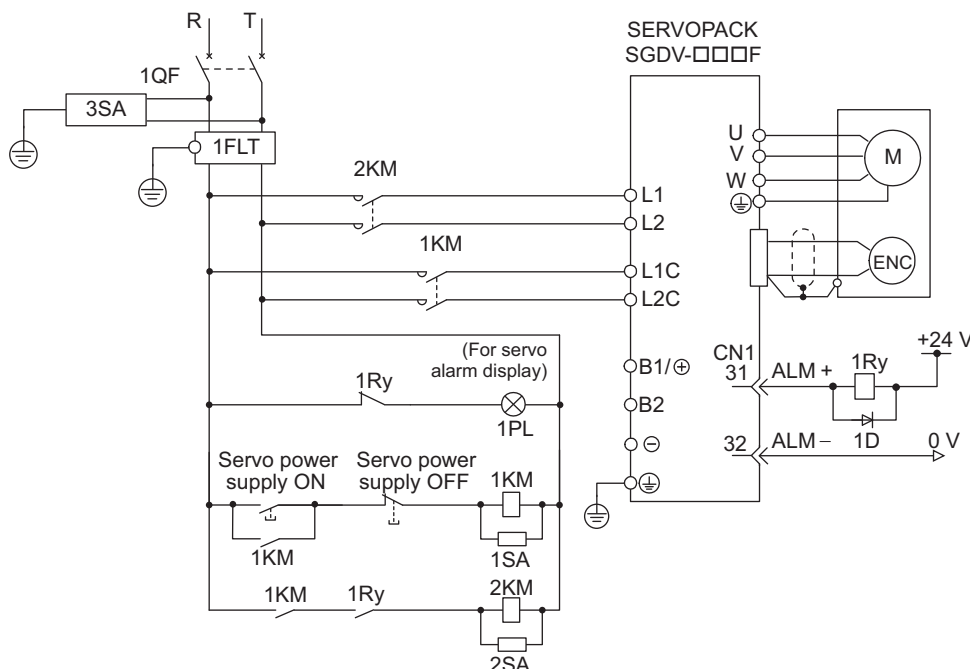 R T
SERVOPACK
SGDV-□□□F
1QF
3SA
1FLT
U
V
W
M
2KM
L1
L2
1KM
L1C
L2C
ENC
(For servo
alarm display)
1Ry
1PL
B1/⊕
B2
⊖
CN1
31
ALM +
1Ry
+24 V
1D
32
ALM −
0 V
Servo power
supply ON
Servo power
supply OFF
1KM
1KM
1SA
1KM
1Ry
2KM
2SA